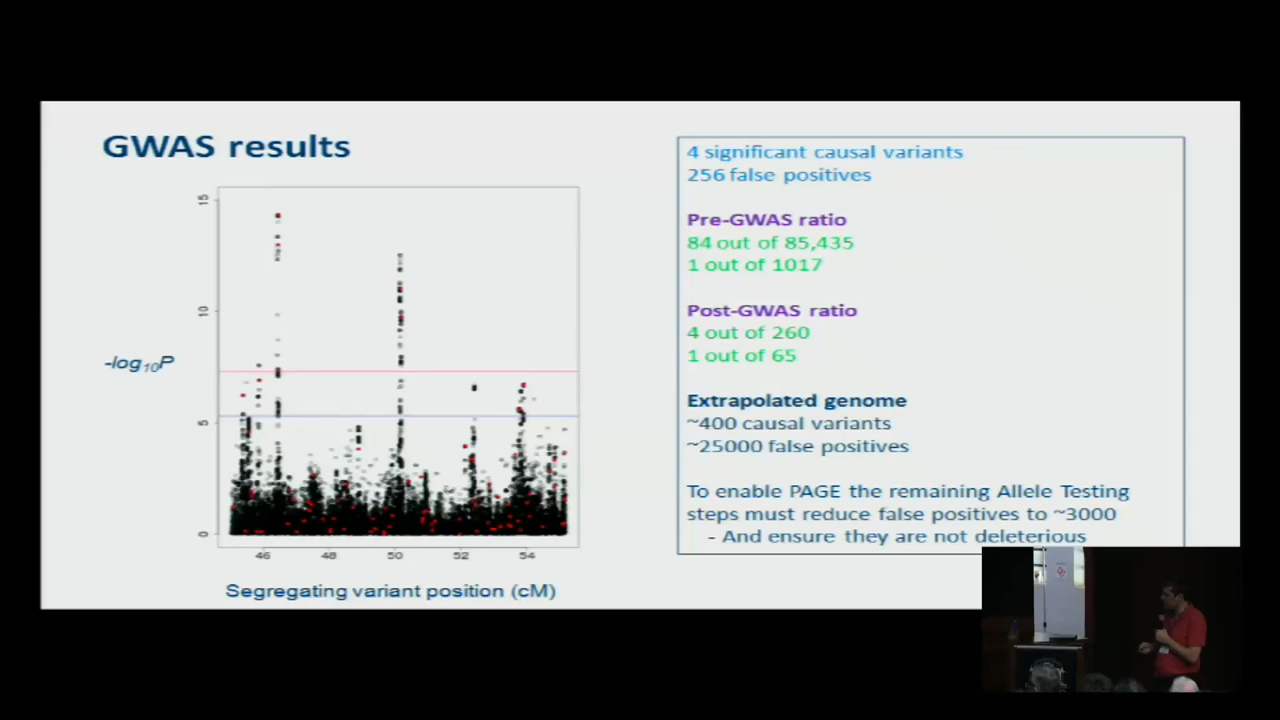 GWAS results
15
10
5
0
-log10P
46 48 50 52 54
Segregating variant position (cM)
4 significant causal variants
256 false positives
Pre-GWAS ratio
84 out of 85,435
1 out of 1017
Post-GWAS ratio
4 out of 260
1 out of 65
Extrapolated genome
~400 causal variants
~25000 false positives
To enable PAGE the remaining Allele Testing
steps must reduce false positives to ~3000
- And ensure they are not deleterious